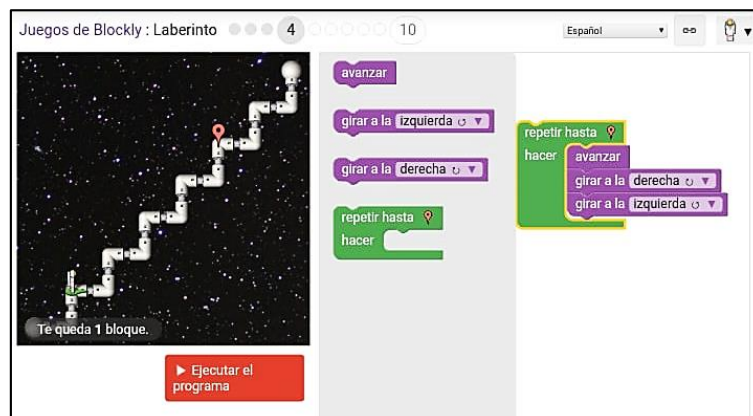 Juegos de Blockly : Laberinto 4 10
Español
avanzar
girar a la izquierda ↺ ▼
girar a la derecha ↻ ▼
repetir hasta
hacer
repetir hasta
hacer avanzar
girar a la derecha ↻ ▼
girar a la izquierda ↺ ▼
Te queda 1 bloque.
Ejecutar el
programa